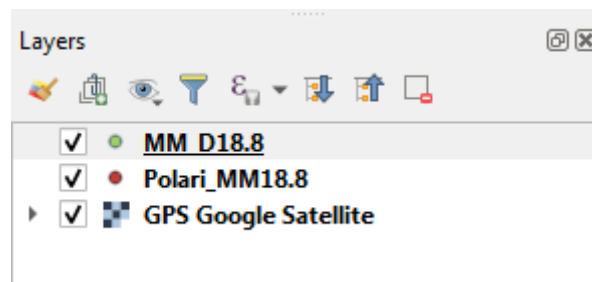 Layers
MM_D18.8
Polari_MM18.8
GPS Google Satellite